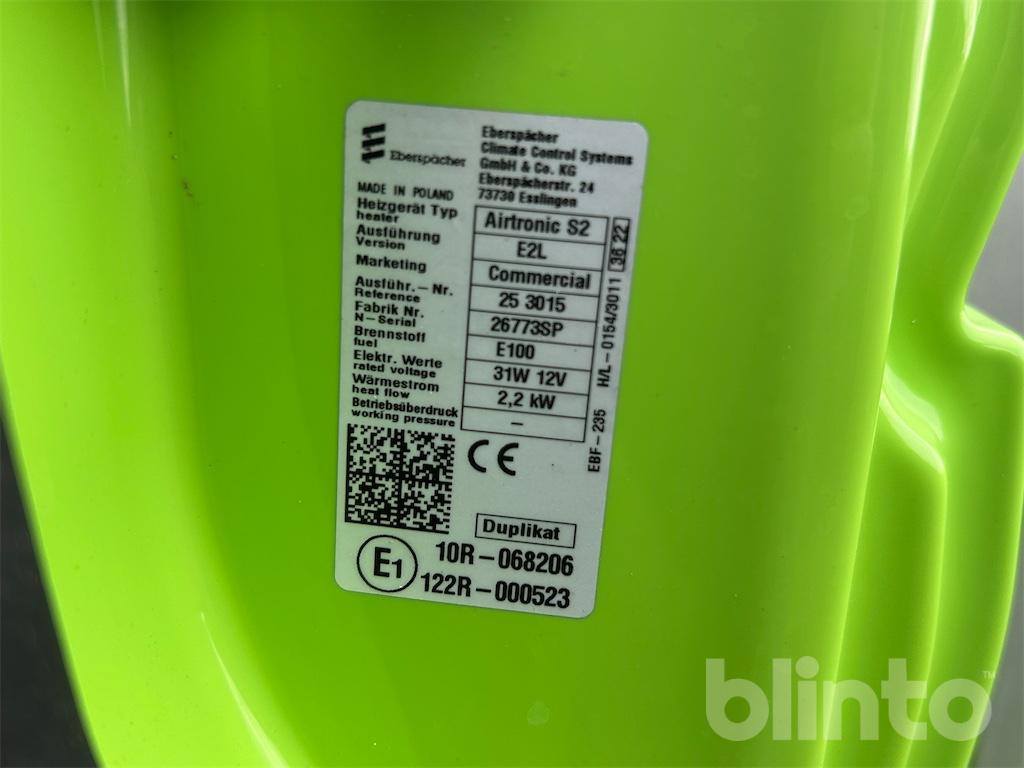 Eberspächer
Eberspächer
Climate Control Systems
GmbH & Co. KG
Eberspächerstr. 24
73730 Esslingen
MADE IN POLAND
Heizgerät Typ
heater
Airtronic S2
Ausführung
Version
E2L
Marketing
Commercial
Ausführ.-Nr.
Reference
25 3015
Fabrik Nr.
N-Serial
26773SP
Brennstoff
fuel
E100
Elektr. Werte
rated voltage
31W 12V
Wärmestrom
heat flow
2,2 kW
Betriebsüberdruck
working pressure
-
EBF-235 H/L-0154/3011 36 22
CE
Duplikat
E1
10R-068206
122R-000523
blinto™